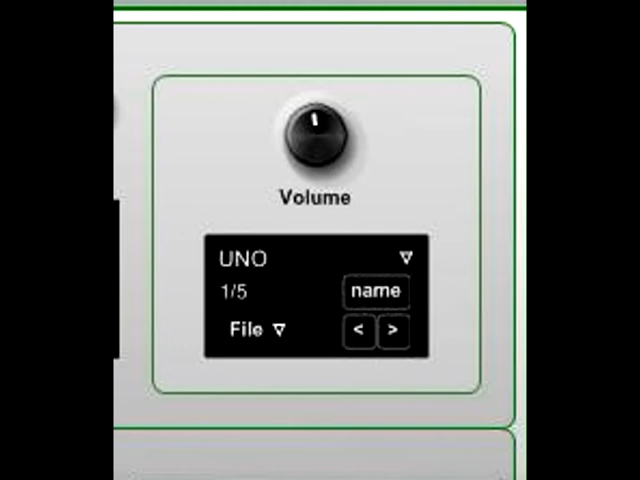 Volume
UNO ▽
1/5 name
File ▽ < >